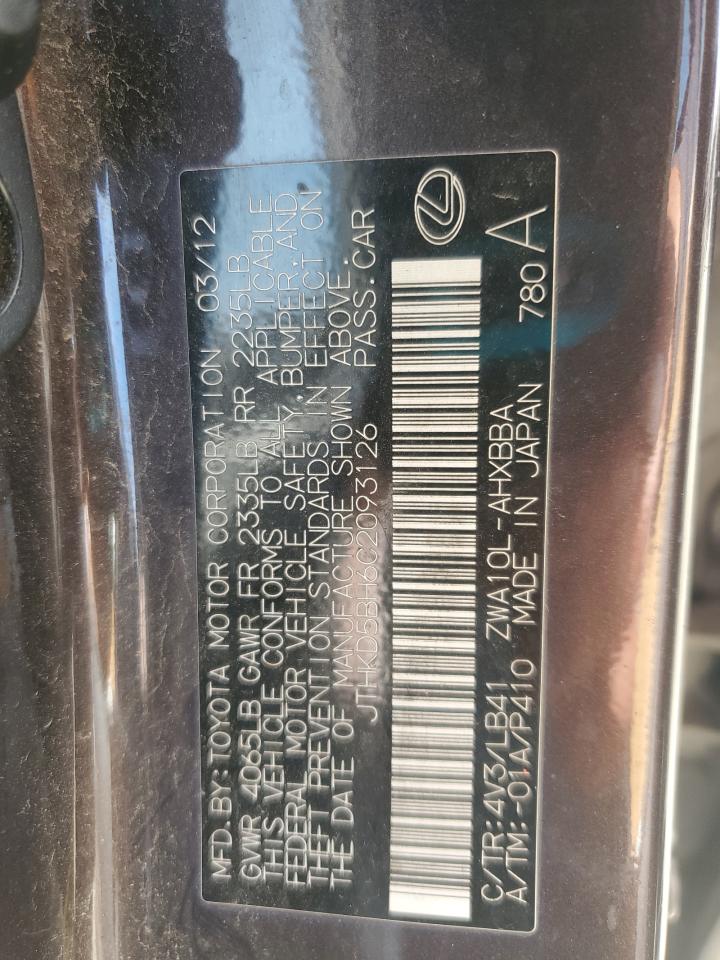 MFD.BY:TOYOTA MOTOR CORPORATION 03/12
GVWR 4065LB GAWR FR 2335LB RR 2235LB
THIS VEHICLE CONFORMS TO ALL APPLICABLE
FEDERAL MOTOR VEHICLE SAFETY, BUMPER, AND
THEFT PREVENTION STANDARDS IN EFFECT ON
THE DATE OF MANUFACTURE SHOWN ABOVE.
JTHKD5BH6C2093126 PASS.CAR
C/TR:4V3/LB41 ZWA10L-AHXBBA 780A
A/TM:-01A/P410 MADE IN JAPAN